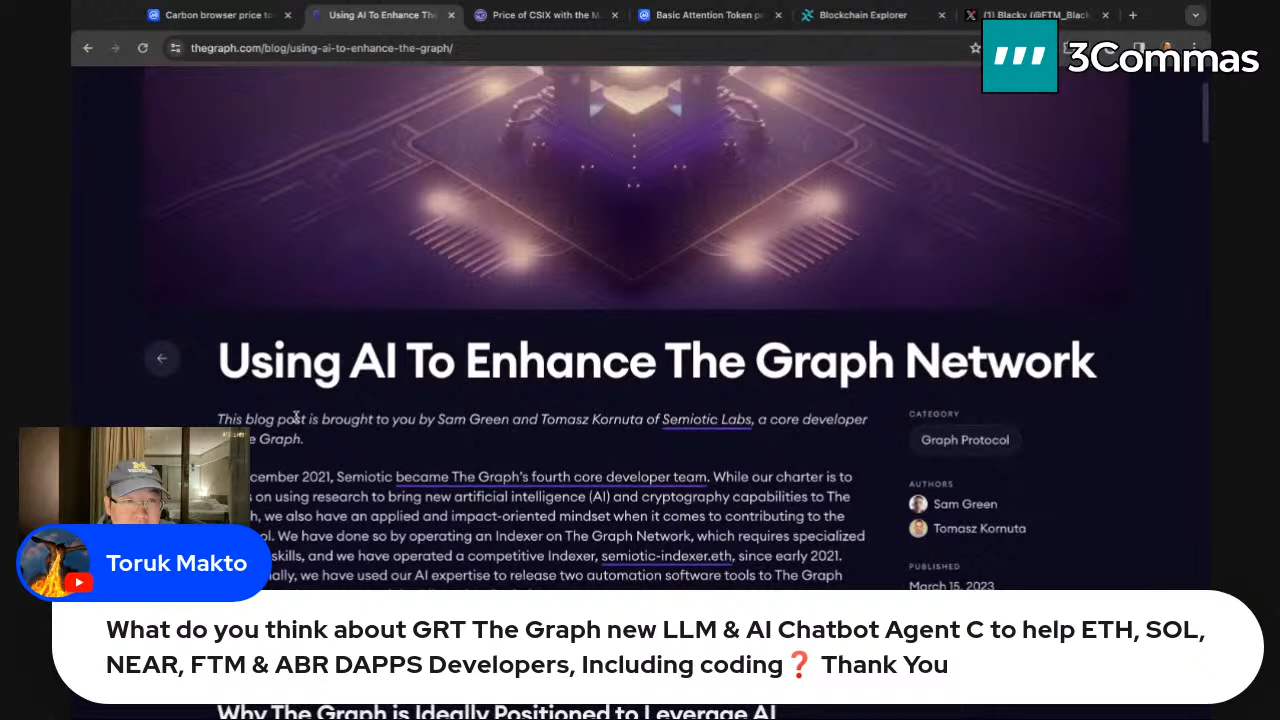 Carbon browser price to
Using AI To Enhance The
Price of CSIX with the M
Basic Attention Token p
Blockchain Explorer
(1) Blacky (@FTM_Black
thegraph.com/blog/using-ai-to-enhance-the-graph/
3Commas
Using AI To Enhance The Graph Network
This blog post is brought to you by Sam Green and Tomasz Kornuta of Semiotic Labs, a core developer
e Graph.
cember 2021, Semiotic became The Graph's fourth core developer team. While our charter is to
on using research to bring new artificial intelligence (AI) and cryptography capabilities to The
h, we also have an applied and impact-oriented mindset when it comes to contributing to the
ol. We have done so by operating an Indexer on The Graph Network, which requires specialized
skills, and we have operated a competitive Indexer, semiotic-indexer.eth, since early 2021.
nally, we have used our AI expertise to release two automation software tools to The Graph
CATEGORY
Graph Protocol
AUTHORS
Sam Green
Tomasz Kornuta
PUBLISHED
March 15, 2023
Toruk Makto
What do you think about GRT The Graph new LLM & AI Chatbot Agent C to help ETH, SOL,
NEAR, FTM & ABR DAPPS Developers, Including coding❓ Thank You
Why The Graph is Ideally Positioned to Leverage AI